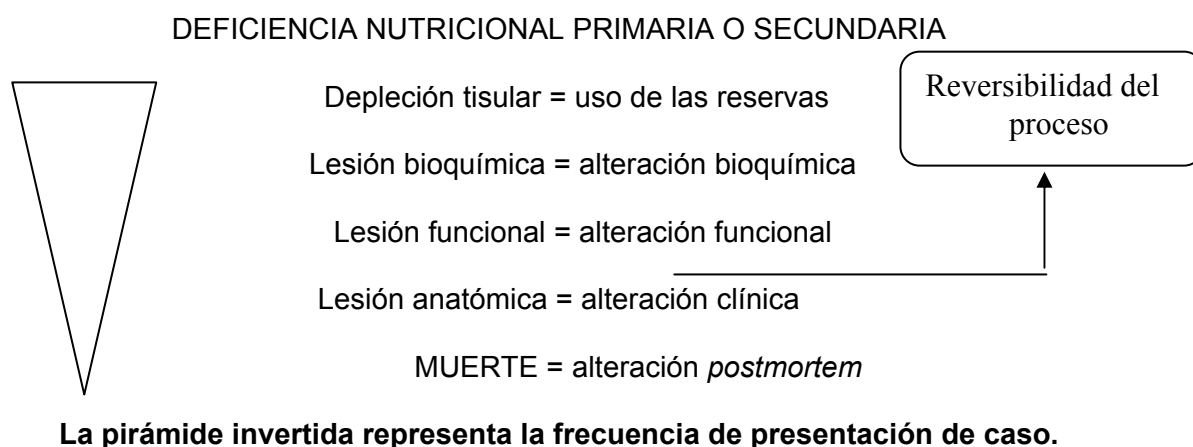 DEFICIENCIA NUTRICIONAL PRIMARIA O SECUNDARIA
Reversibilidad del
proceso
Depleción tisular = uso de las reservas
Lesión bioquímica = alteración bioquímica
Lesión funcional = alteración funcional
Lesión anatómica = alteración clínica
MUERTE = alteración postmortem
La pirámide invertida representa la frecuencia de presentación de caso.